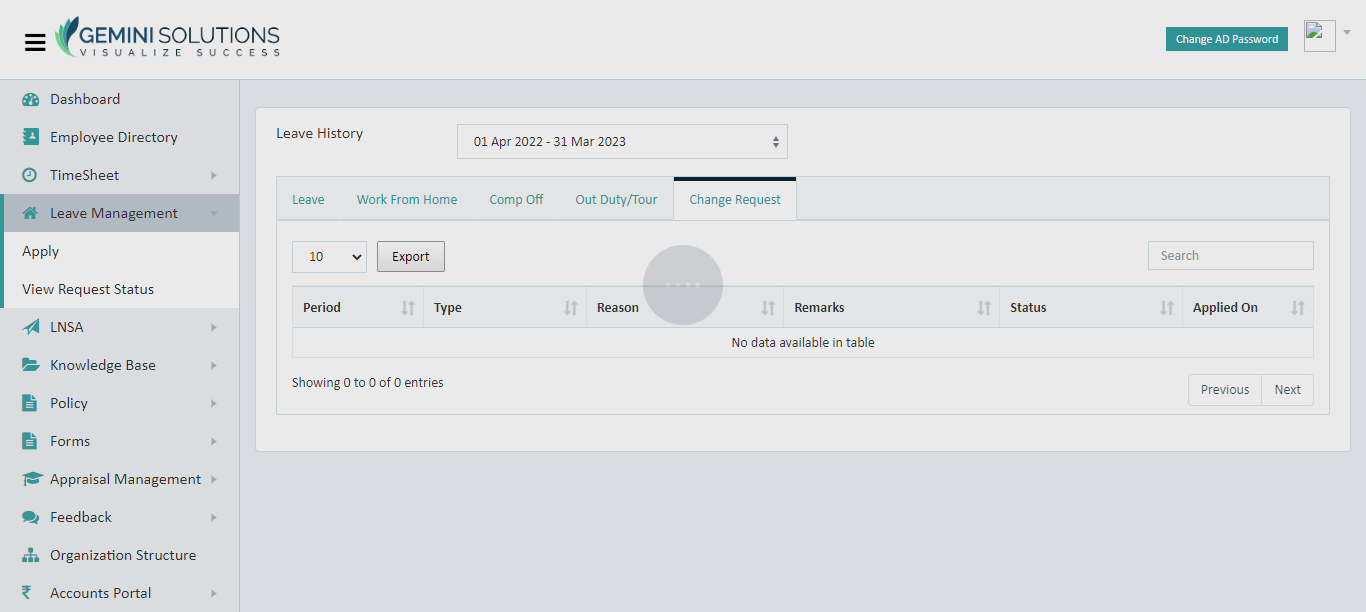 GEMINI SOLUTIONS
VISUALIZE SUCCESS
Change AD Password
Dashboard
Employee Directory
TimeSheet
Leave Management
Apply
View Request Status
LNSA
Knowledge Base
Policy
Forms
Appraisal Management
Feedback
Organization Structure
Accounts Portal
Leave History
01 Apr 2022 - 31 Mar 2023
Leave Work From Home Comp Off Out Duty/Tour Change Request
10 Export Search
Period Type Reason Remarks Status Applied On
No data available in table
Showing 0 to 0 of 0 entries
Previous Next